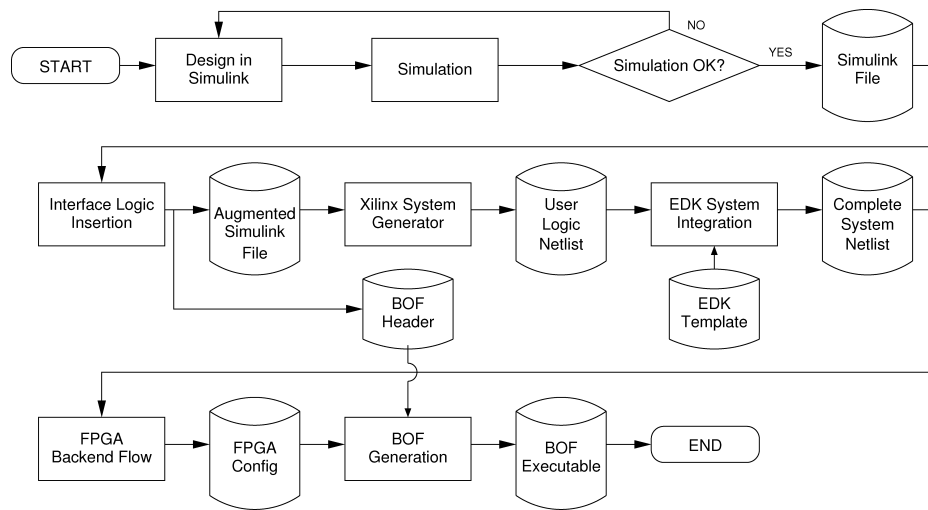 NO
START
Design in
Simulink
Simulation
Simulation OK?
YES
Simulink
File
Interface Logic
Insertion
Augmented
Simulink
File
Xilinx System
Generator
User
Logic
Netlist
EDK System
Integration
Complete
System
Netlist
BOF
Header
EDK
Template
FPGA
Backend Flow
FPGA
Config
BOF
Generation
BOF
Executable
END